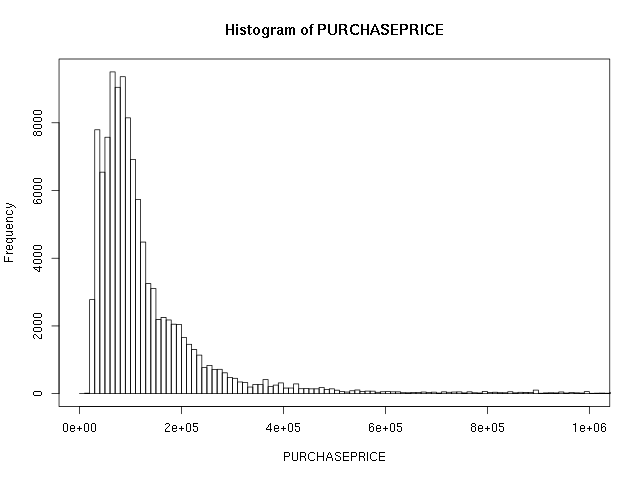 Histogram of PURCHASEPRICE
Frequency
8000
6000
4000
2000
0
0e+00 2e+05 4e+05 6e+05 8e+05 1e+06
PURCHASEPRICE